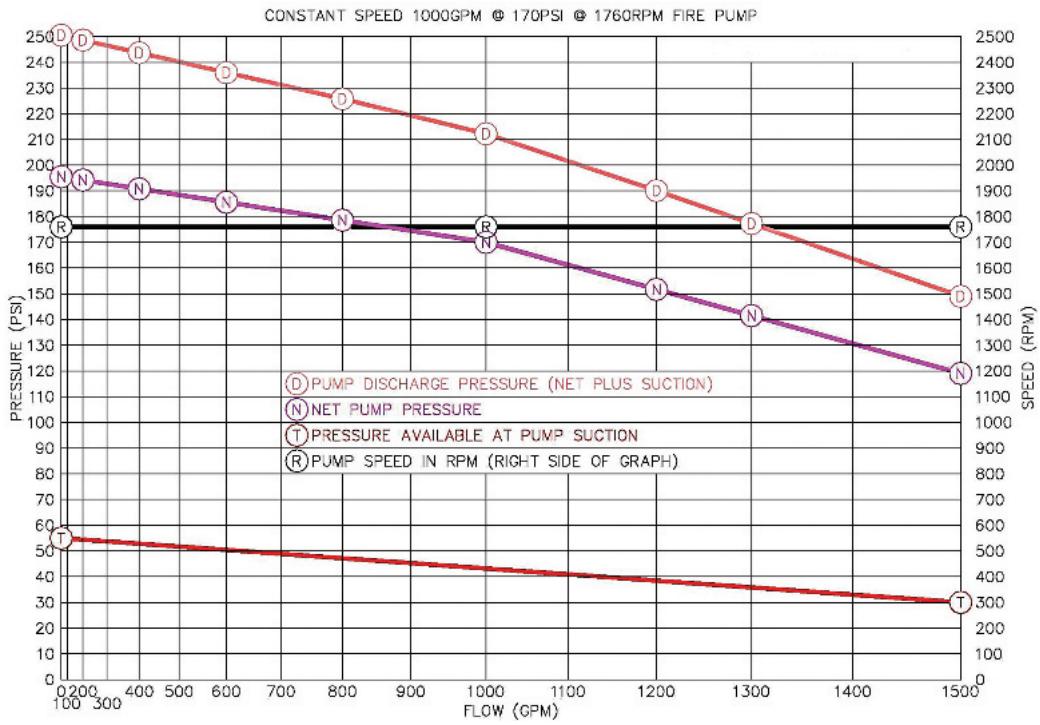 CONSTANT SPEED 1000GPM @ 170PSI @ 1760RPM FIRE PUMP
250 D D D D D D D D D 2500
240 2400
230 2300
220 2200
210 2100
200 2000
190 N N N N N N N N N 1900
180 1800
170 R R R 1700
160 1600
150 1500
140 1400
130 1300
120 1200
110 1100
100 1000
90 900
80 800
70 700
60 600
50 T T 500
40 400
30 300
20 200
10 100
0 0
PRESSURE (PSI)
SPEED (RPM)
D PUMP DISCHARGE PRESSURE (NET PLUS SUCTION)
N NET PUMP PRESSURE
T PRESSURE AVAILABLE AT PUMP SUCTION
R PUMP SPEED IN RPM (RIGHT SIDE OF GRAPH)
0 200 400 500 600 700 800 900 1000 1100 1200 1300 1400 1500
100 300
FLOW (GPM)